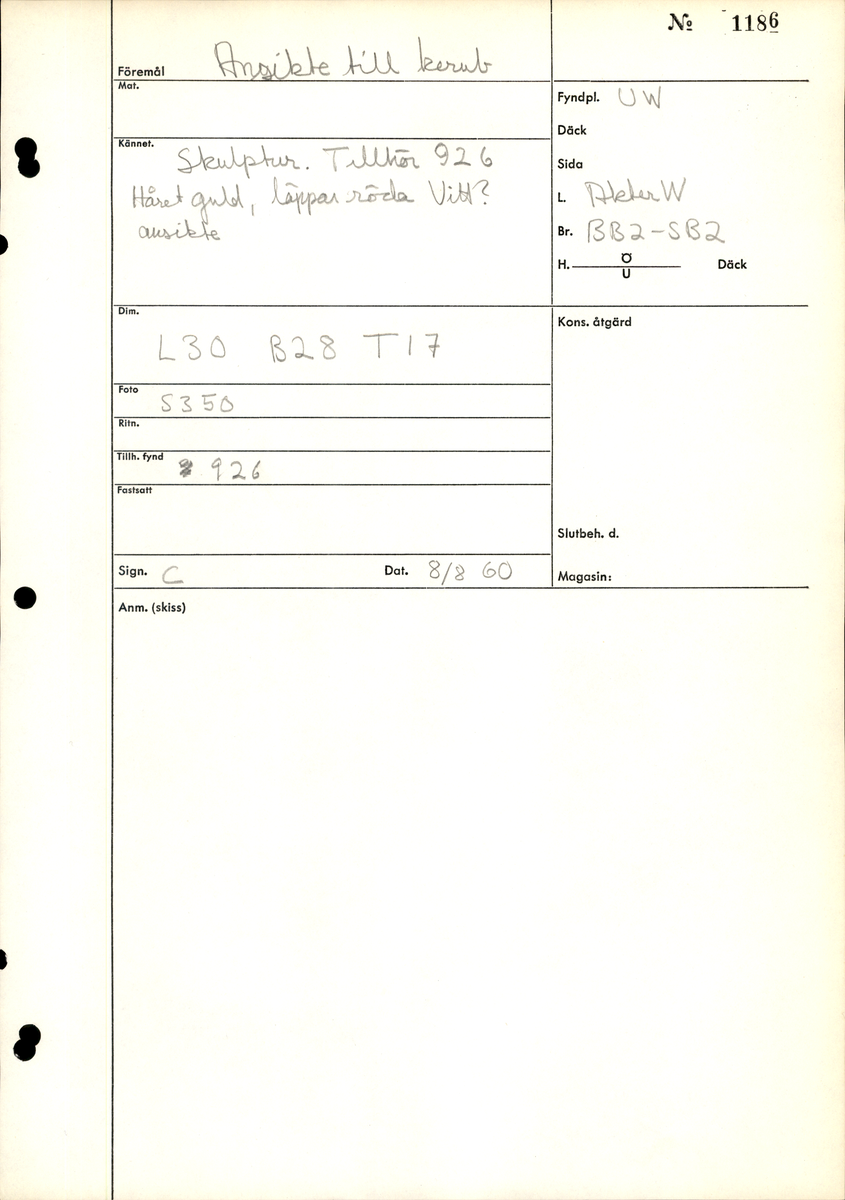 № 1186
Föremål Ansikte till kerub
Mat.
Fyndpl. UW
Däck
Kännet. Skulptur. Tillhör 926
Håret guld, läppar röda Vitt?
ansikte
Sida
L. Akter W
Br. BB2-SB2
H. Ö
U Däck
Dim.
L30 B28 T17
Kons. åtgärd
Foto S350
Ritn.
Tillh. fynd 926
Fastsatt
Slutbeh. d.
Sign. C Dat. 8/8 60
Magasin:
Anm. (skiss)